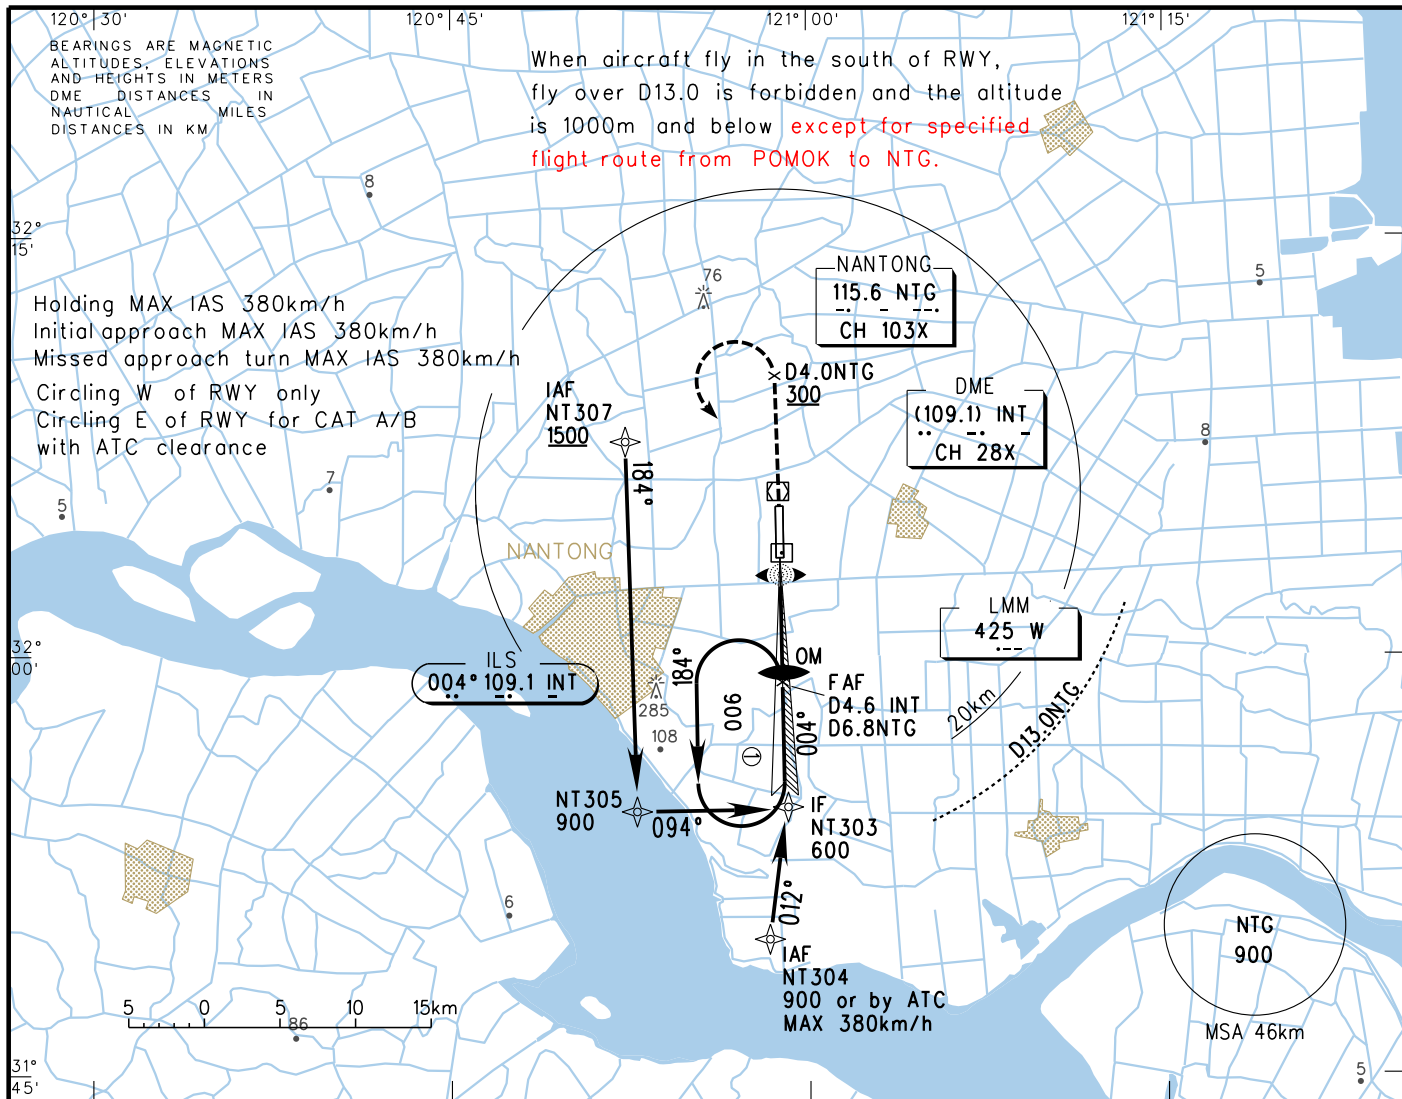 120° 30'
120° 45'
121° 00'
121° 15'
BEARINGS ARE MAGNETIC
ALTITUDES, ELEVATIONS
AND HEIGHTS IN METERS
DME DISTANCES IN
NAUTICAL MILES
DISTANCES IN KM
When aircraft fly in the south of RWY,
fly over D13.0 is forbidden and the altitude
is 1000m and below except for specified
flight route from POMOK to NTG.
8
32°
15'
76
NANTONG
115.6 NTG
CH 103X
5
Holding MAX IAS 380km/h
Initial approach MAX IAS 380km/h
Missed approach turn MAX IAS 380km/h
Circling W of RWY only
Circling E of RWY for CAT A/B
with ATC clearance
IAF
NT307
1500
D4.0NTG
300
DME
(109.1) INT
CH 28X
8
184°
7
5
NANTONG
LMM
425 W
32°
00'
ILS
004° 109.1 INT
184°
OM
FAF
D4.6 INT
D6.8NTG
285
108
900
1
004°
20km
D13.0NTG
NT305
900
094°
IF
NT303
600
012°
6
IAF
NT304
900 or by ATC
MAX 380km/h
NTG
900
MSA 46km
5 0 5 10 15km
86
31°
45'
5